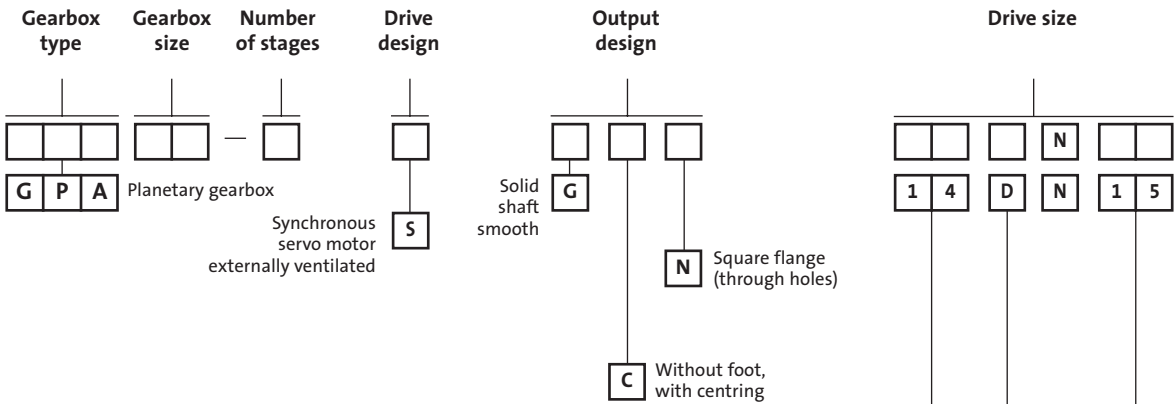 Gearbox type
Gearbox size
Number of stages
Drive design
Output design
Drive size
—
N
G P A Planetary gearbox
Synchronous
servo motor
externally ventilated
S
Solid
shaft
smooth
G
N
Square flange
(through holes)
C
Without foot,
with centring
1 4 D N 1 5